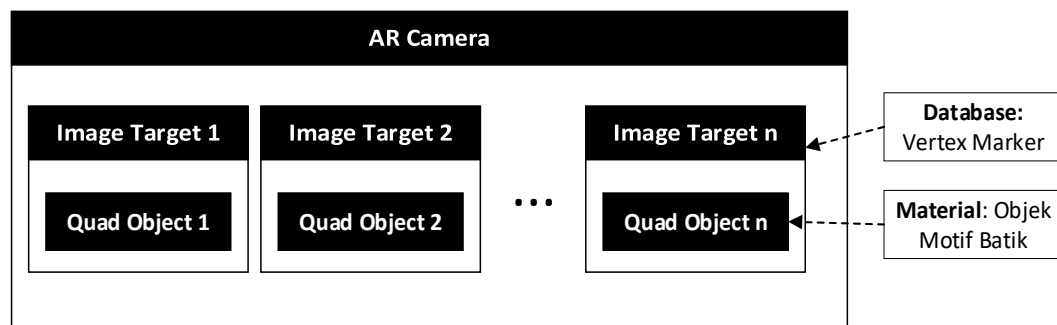 AR Camera
Image Target 1
Image Target 2
Image Target n
Quad Object 1
Quad Object 2
...
Quad Object n
Database:
Vertex Marker
Material: Objek
Motif Batik